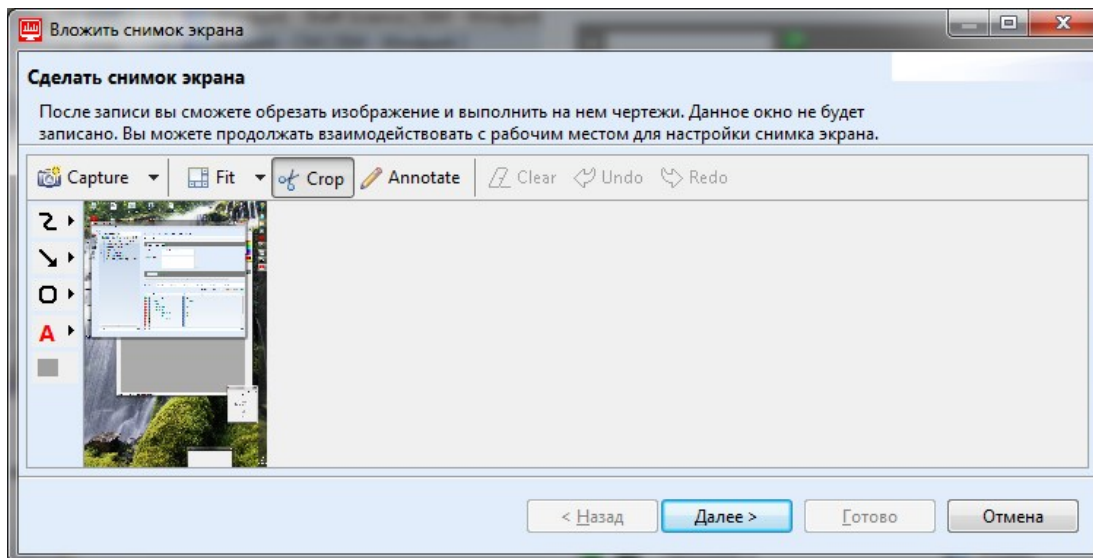 Вложить снимок экрана
Сделать снимок экрана
После записи вы сможете обрезать изображение и выполнить на нем чертежи. Данное окно не будет
записано. Вы можете продолжать взаимодействовать с рабочим местом для настройки снимка экрана.
Capture Fit Crop Annotate Clear Undo Redo
A
< Назад Далее > Готово Отмена